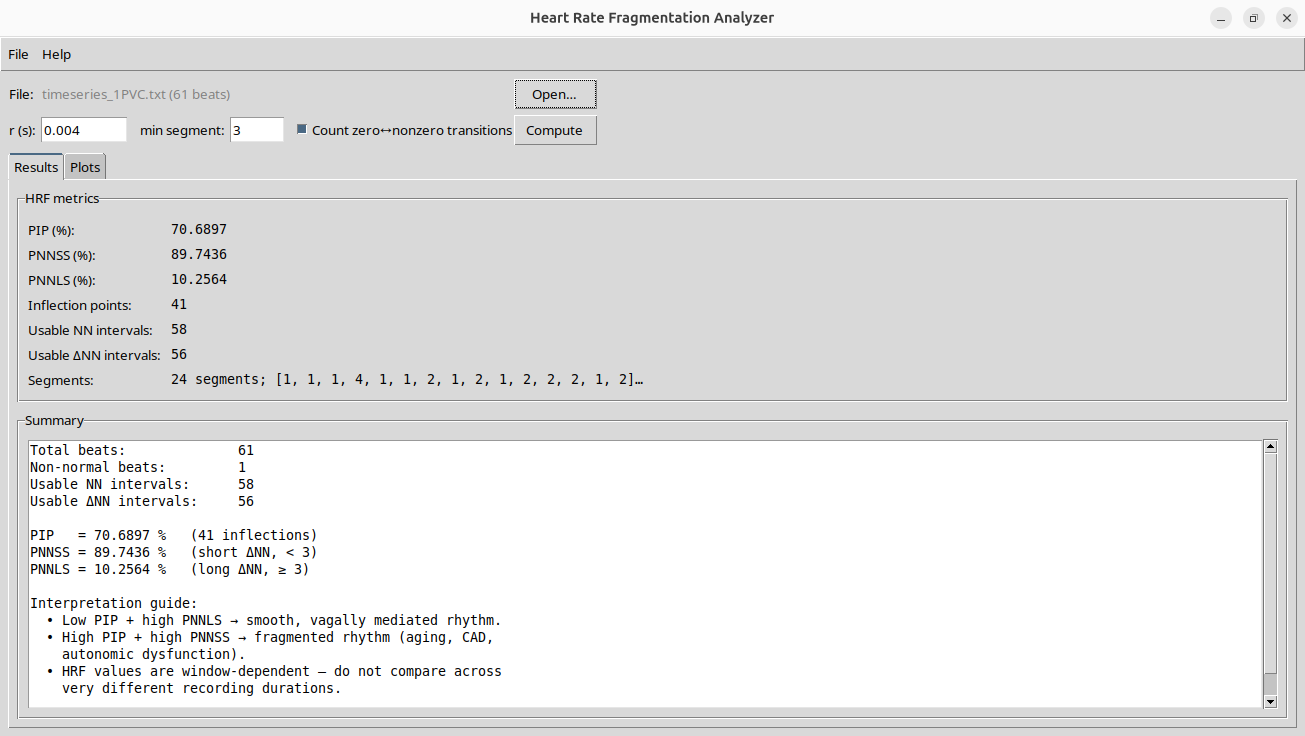 Heart Rate Fragmentation Analyzer
File Help
File: timeseries_1PVC.txt (61 beats) Open...
r (s): 0.004 min segment: 3 Count zero↔nonzero transitions Compute
Results Plots
HRF metrics
PIP (%): 70.6897
PNNSS (%): 89.7436
PNNLS (%): 10.2564
Inflection points: 41
Usable NN intervals: 58
Usable ΔNN intervals: 56
Segments: 24 segments; [1, 1, 1, 4, 1, 1, 2, 1, 2, 1, 2, 2, 2, 1, 2]…
Summary
Total beats: 61
Non-normal beats: 1
Usable NN intervals: 58
Usable ΔNN intervals: 56
PIP = 70.6897 % (41 inflections)
PNNSS = 89.7436 % (short ΔNN, < 3)
PNNLS = 10.2564 % (long ΔNN, ≥ 3)
Interpretation guide:
• Low PIP + high PNNLS → smooth, vagally mediated rhythm.
• High PIP + high PNNSS → fragmented rhythm (aging, CAD,
autonomic dysfunction).
• HRF values are window-dependent — do not compare across
very different recording durations.